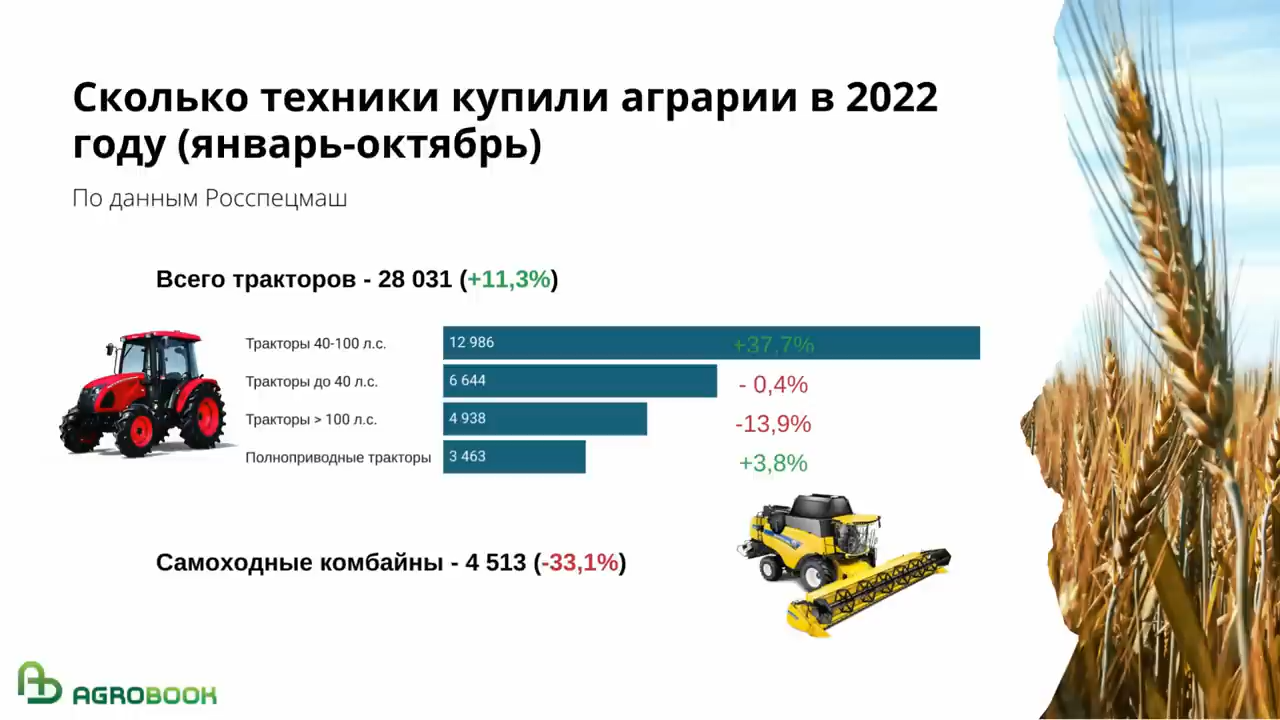 Сколько техники купили аграрии в 2022
году (январь-октябрь)
По данным Росспецмаш
Всего тракторов - 28 031 (+11,3%)
Тракторы 40-100 л.с. 12 986 +37,7%
Тракторы до 40 л.с. 6 644 - 0,4%
Тракторы > 100 л.с. 4 938 -13,9%
Полноприводные тракторы 3 463 +3,8%
Самоходные комбайны - 4 513 (-33,1%)
AGROBOOK